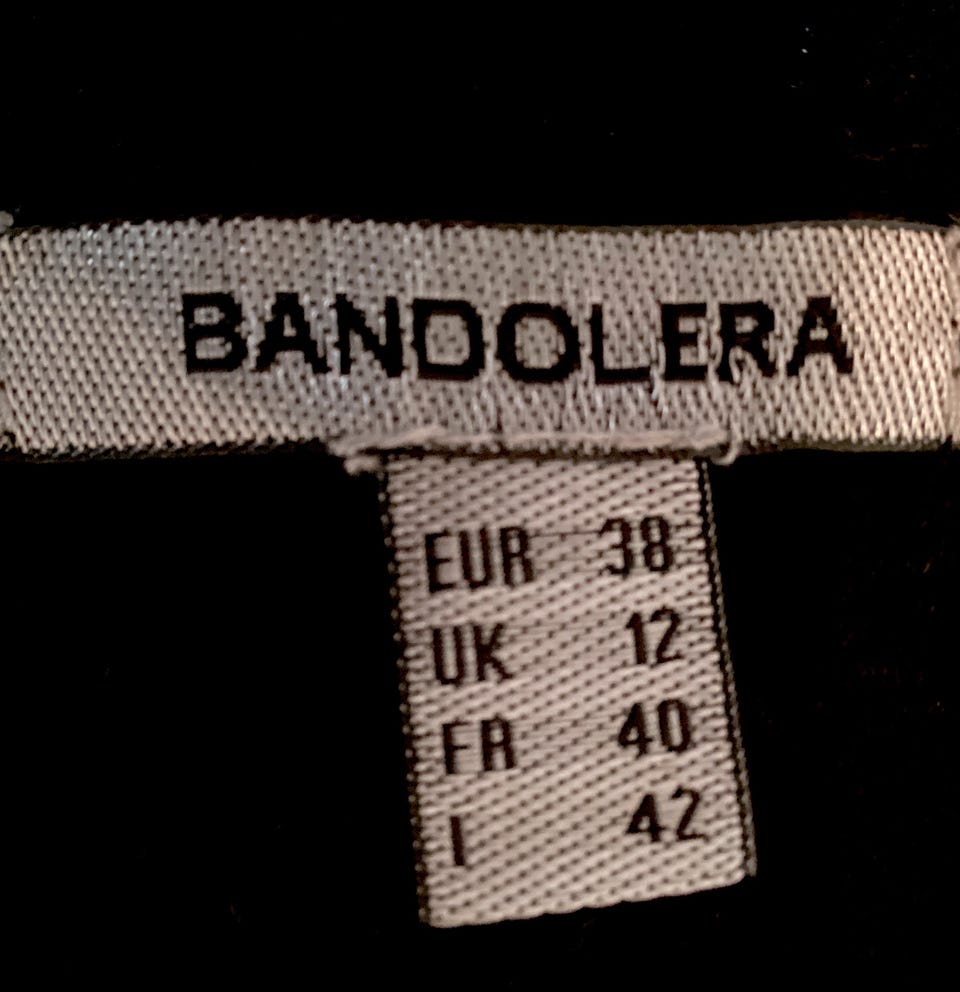 BANDOLERA
EUR 38
UK 12
FR 40
I 42